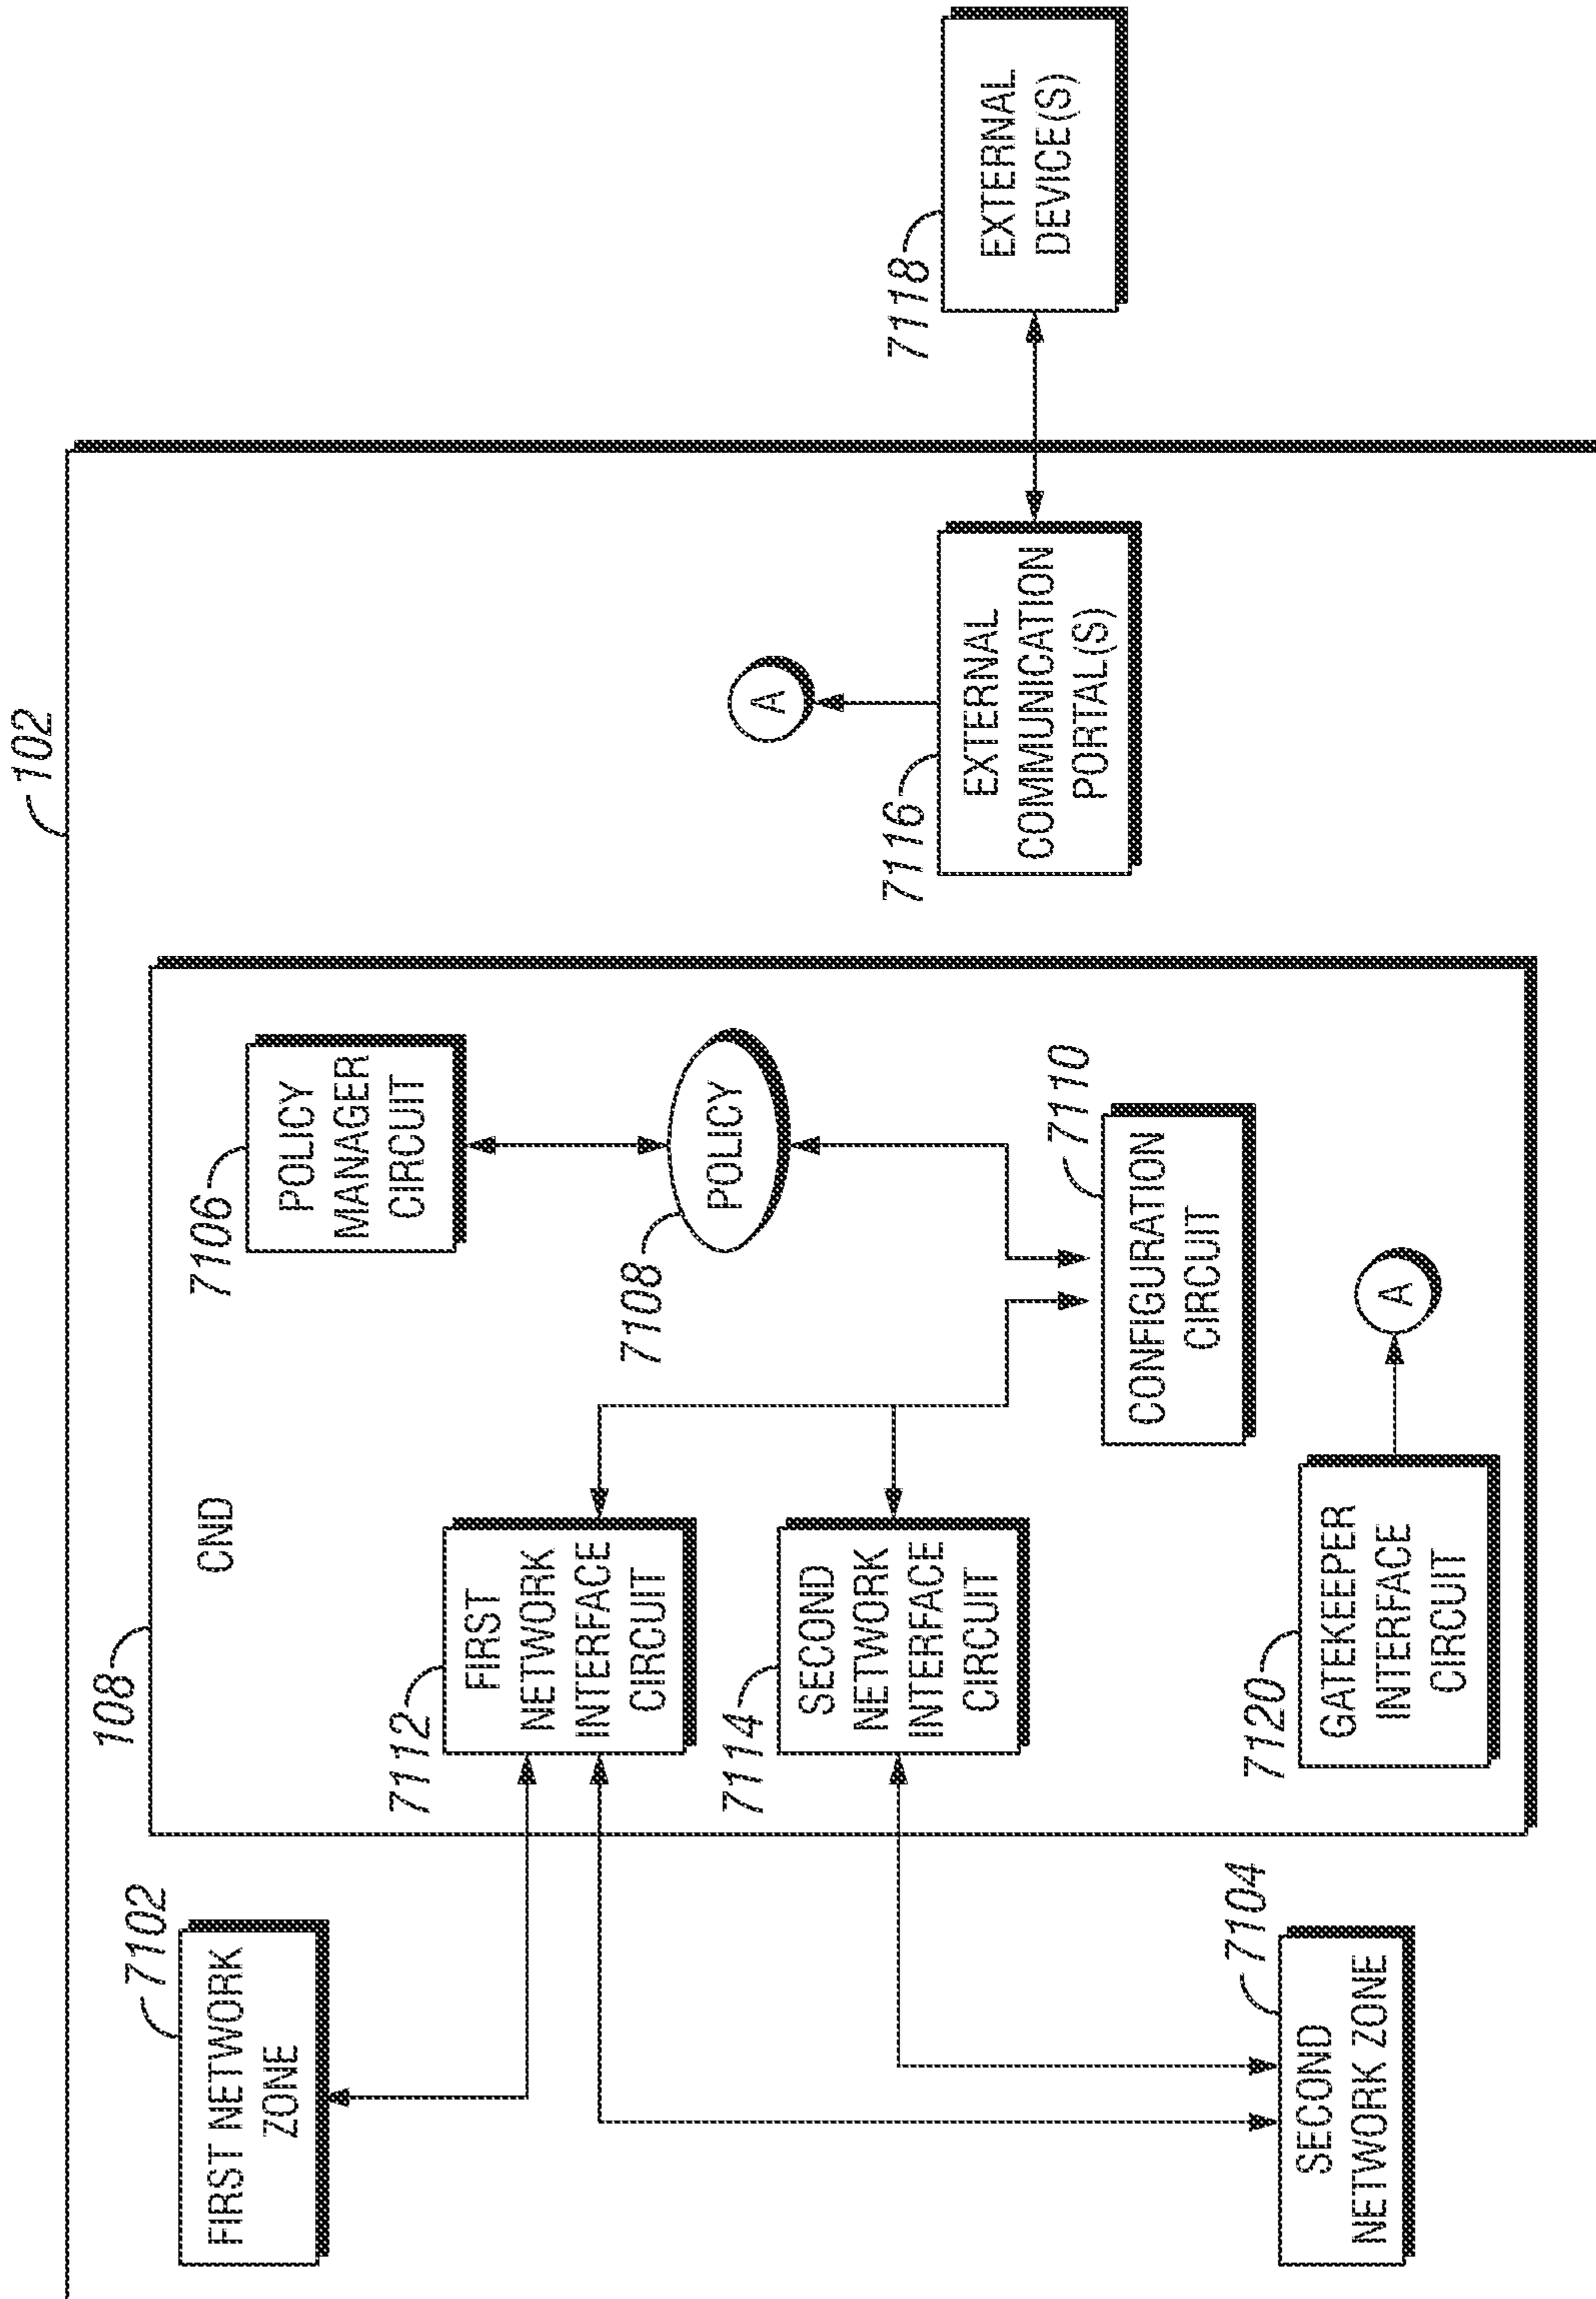 102
108
CND
7102
FIRST NETWORK
ZONE
7112
FIRST
NETWORK
INTERFACE
CIRCUIT
7106
POLICY
MANAGER
CIRCUIT
7108
POLICY
7114
SECOND
NETWORK
INTERFACE
CIRCUIT
7110
CONFIGURATION
CIRCUIT
7104
SECOND
NETWORK ZONE
7120
GATEKEEPER
INTERFACE
CIRCUIT
A
A
7116
EXTERNAL
COMMUNICATION
PORTAL(S)
7118
EXTERNAL
DEVICE(S)